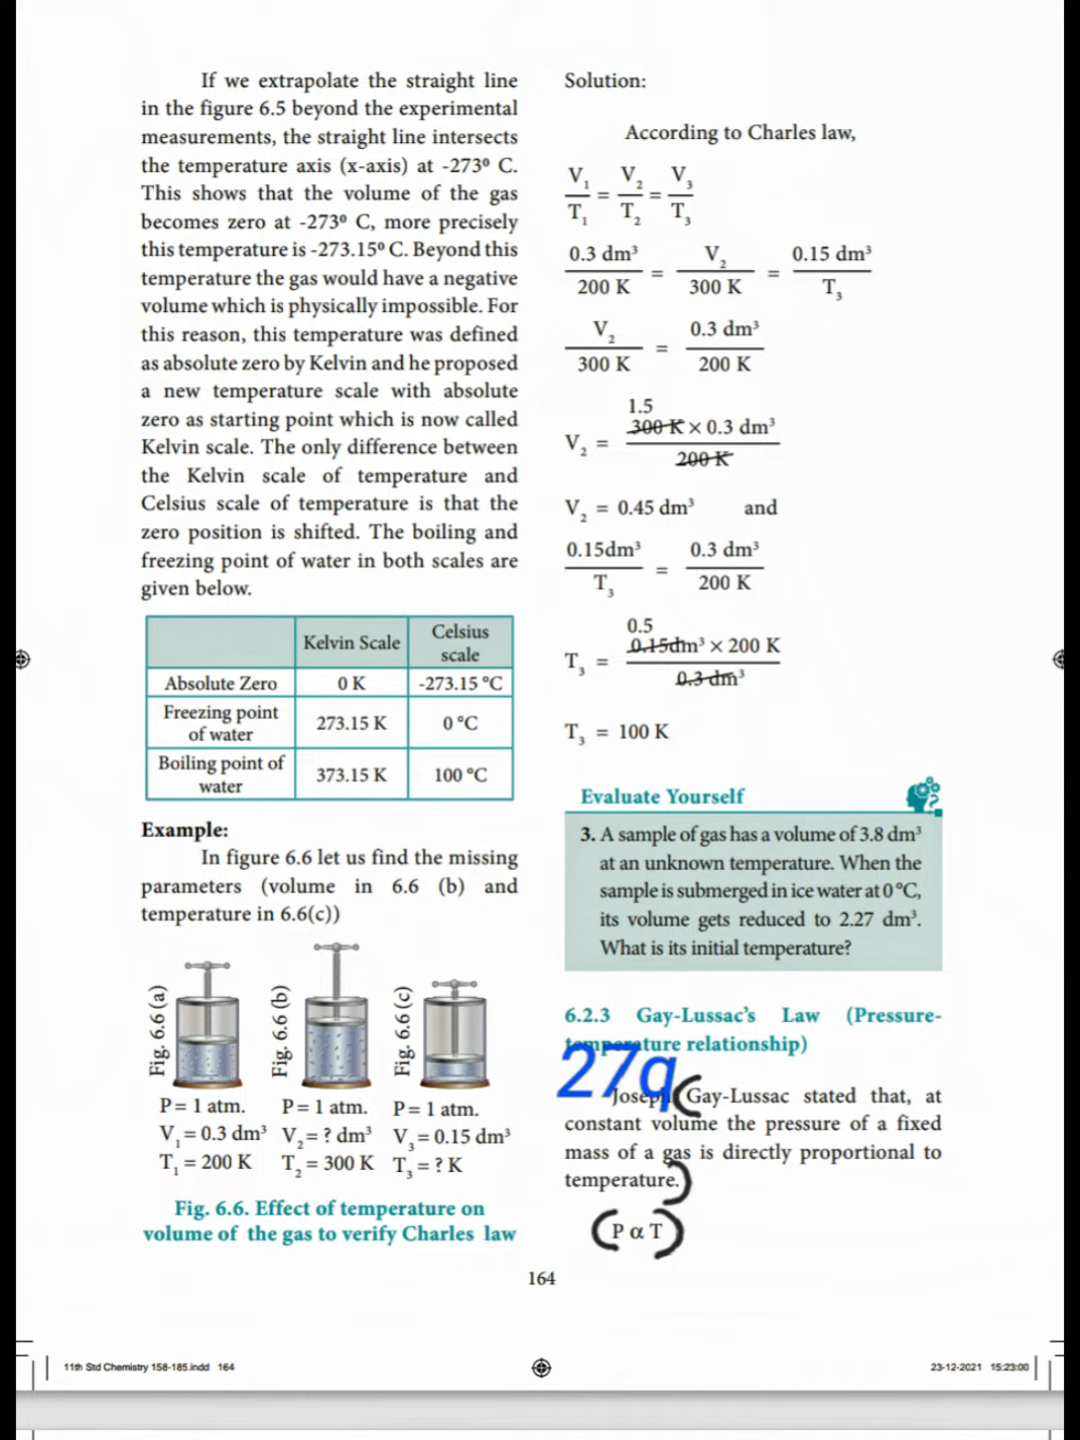 If we extrapolate the straight line
in the figure 6.5 beyond the experimental
measurements, the straight line intersects
the temperature axis (x-axis) at -273⁰ C.
This shows that the volume of the gas
becomes zero at -273⁰ C, more precisely
this temperature is -273.15⁰ C. Beyond this
temperature the gas would have a negative
volume which is physically impossible. For
this reason, this temperature was defined
as absolute zero by Kelvin and he proposed
a new temperature scale with absolute
zero as starting point which is now called
Kelvin scale. The only difference between
the Kelvin scale of temperature and
Celsius scale of temperature is that the
zero position is shifted. The boiling and
freezing point of water in both scales are
given below.
Kelvin Scale Celsius scale
Absolute Zero 0 K -273.15 °C
Freezing point of water 273.15 K 0 °C
Boiling point of water 373.15 K 100 °C
Example:
In figure 6.6 let us find the missing
parameters (volume in 6.6 (b) and
temperature in 6.6(c))
Fig. 6.6 (a) Fig. 6.6 (b) Fig. 6.6 (c)
P= 1 atm. P= 1 atm. P= 1 atm.
V₁= 0.3 dm³ V₂= ? dm³ V₃= 0.15 dm³
T₁ = 200 K T₂ = 300 K T₃ = ? K
Fig. 6.6. Effect of temperature on
volume of the gas to verify Charles law
Solution:
According to Charles law,
V₁/T₁ = V₂/T₂ = V₃/T₃
0.3 dm³/200 K = V₂/300 K = 0.15 dm³/T₃
V₂/300 K = 0.3 dm³/200 K
1.5
V₂ = 300 K × 0.3 dm³/200 K
V₂ = 0.45 dm³ and
0.15dm³/T₃ = 0.3 dm³/200 K
0.5
T₃ = 0.15dm³ × 200 K/0.3 dm³
T₃ = 100 K
Evaluate Yourself
3. A sample of gas has a volume of 3.8 dm³
at an unknown temperature. When the
sample is submerged in ice water at 0 °C,
its volume gets reduced to 2.27 dm³.
What is its initial temperature?
6.2.3 Gay-Lussac's Law (Pressure-
temperature relationship)
27q
Joseph (Gay-Lussac stated that, at
constant volume the pressure of a fixed
mass of a gas is directly proportional to
temperature.)
(P α T)
164
11th Std Chemistry 158-185.indd 164
23-12-2021 15:23:00